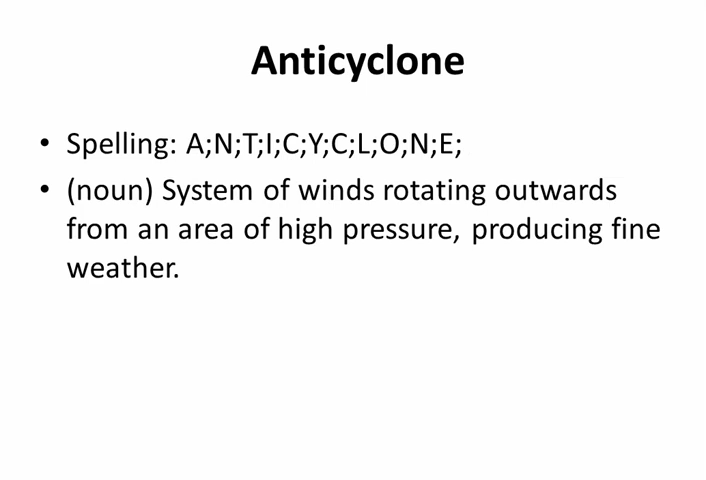 Anticyclone
• Spelling: A;N;T;I;C;Y;C;L;O;N;E;
• (noun) System of winds rotating outwards
from an area of high pressure, producing fine
weather.